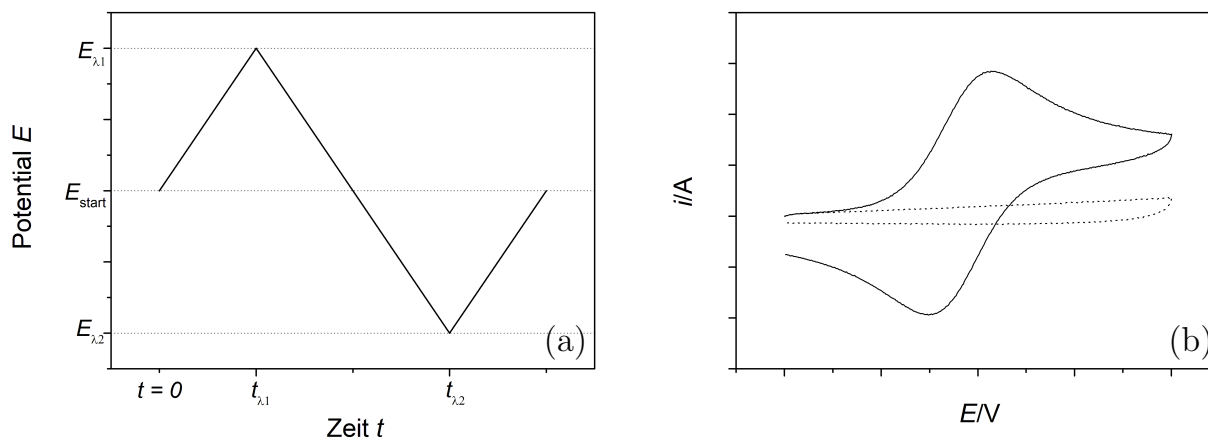 E_λ1
E_start
E_λ2
Potential E
t = 0
t_λ1
t_λ2
Zeit t
(a)
i/A
E/V
(b)